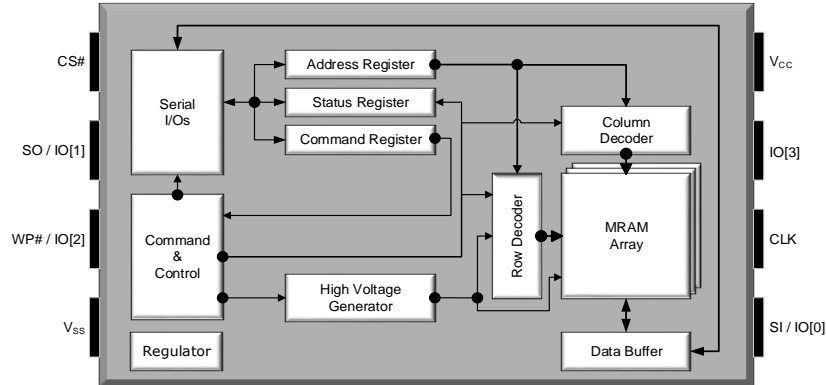 CS#
SO / IO[1]
WP# / IO[2]
VSS
Serial
I/Os
Command
&
Control
Regulator
Address Register
Status Register
Command Register
High Voltage
Generator
Row Decoder
Column
Decoder
MRAM
Array
Data Buffer
VCC
IO[3]
CLK
SI / IO[0]